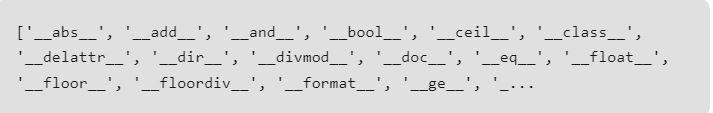 ['__abs__', '__add__', '__and__', '__bool__', '__ceil__', '__class__',
'__delattr__', '__dir__', '__divmod__', '__doc__', '__eq__', '__float__',
'__floor__', '__floordiv__', '__format__', '__ge__', '_...